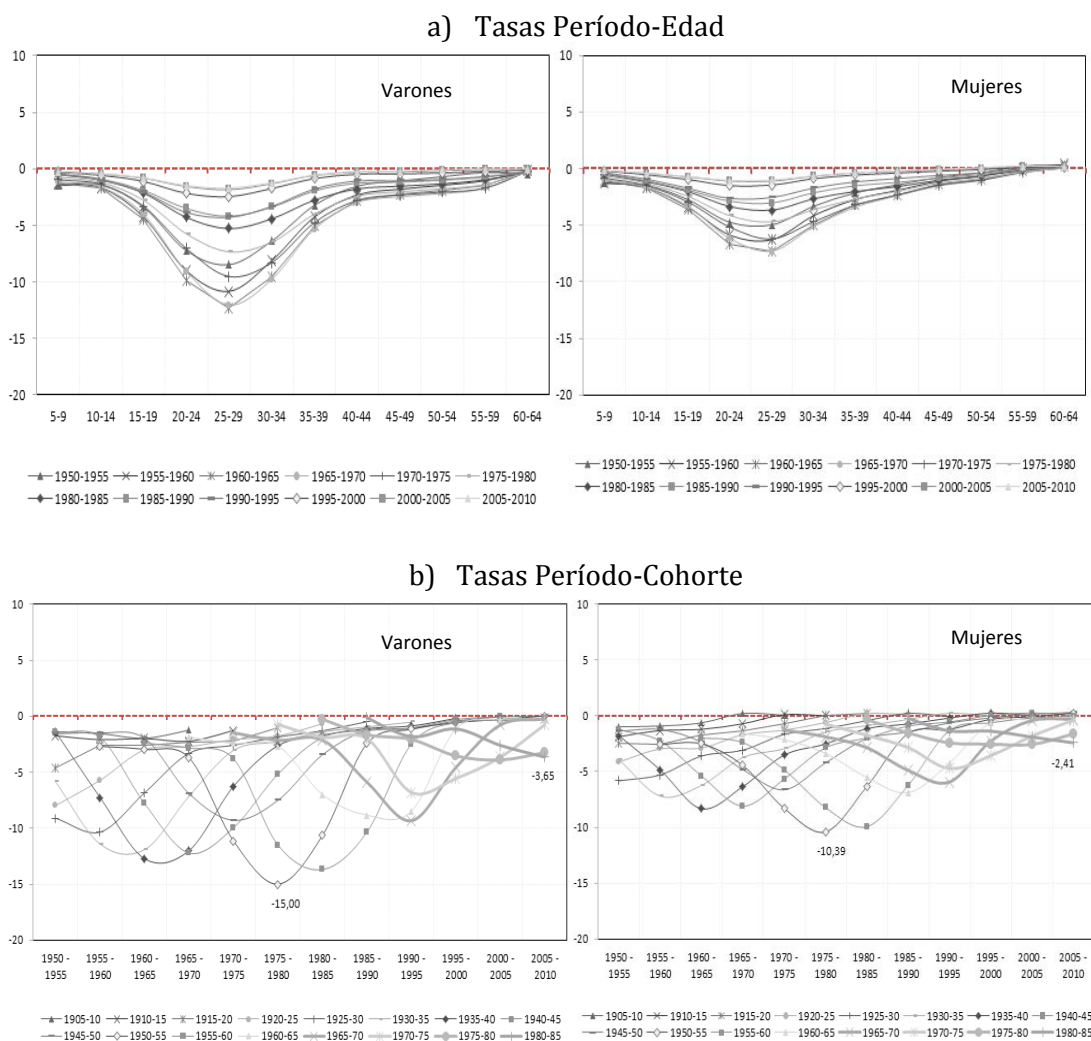 a) Tasas Período-Edad
Varones
10
5
0
-5
-10
-15
-20
5-9 10-14 15-19 20-24 25-29 30-34 35-39 40-44 45-49 50-54 55-59 60-64
1950-1955 1955-1960 1960-1965 1965-1970 1970-1975 1975-1980
1980-1985 1985-1990 1990-1995 1995-2000 2000-2005 2005-2010
Mujeres
10
5
0
-5
-10
-15
-20
5-9 10-14 15-19 20-24 25-29 30-34 35-39 40-44 45-49 50-54 55-59 60-64
1950-1955 1955-1960 1960-1965 1965-1970 1970-1975 1975-1980
1980-1985 1985-1990 1990-1995 1995-2000 2000-2005 2005-2010
b) Tasas Período-Cohorte
Varones
10
5
0
-5
-10
-15
-20
-3,65
-15,00
1950 - 1955 - 1960 - 1965 - 1970 - 1975 - 1980 - 1985 - 1990 - 1995 - 2000 - 2005 -
1955 1960 1965 1970 1975 1980 1985 1990 1995 2000 2005 2010
1905-10 1910-15 1915-20 1920-25 1925-30 1930-35 1935-40 1940-45
1945-50 1950-55 1955-60 1960-65 1965-70 1970-75 1975-80 1980-85
Mujeres
10
5
0
-5
-10
-15
-20
-2,41
-10,39
1950 - 1955 - 1960 - 1965 - 1970 - 1975 - 1980 - 1985 - 1990 - 1995 - 2000 - 2005 -
1955 1960 1965 1970 1975 1980 1985 1990 1995 2000 2005 2010
1905-10 1910-15 1915-20 1920-25 1925-30 1930-35 1935-40 1940-45
1945-50 1950-55 1955-60 1960-65 1965-70 1970-75 1975-80 1980-85